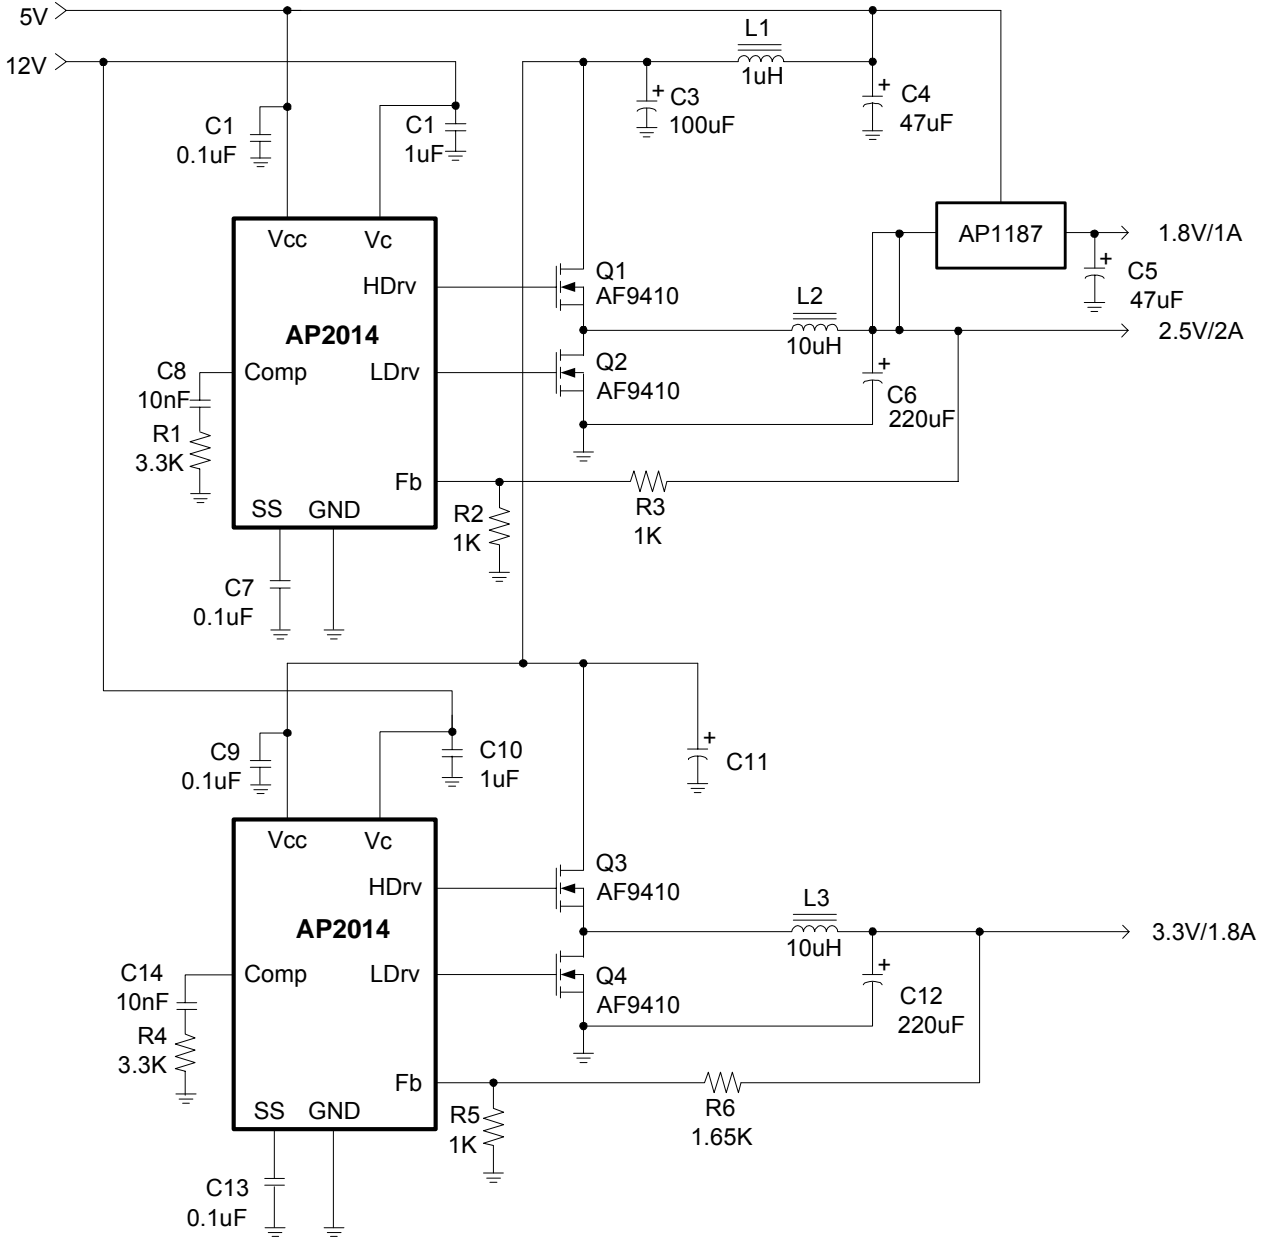 5V
12V
L1
1uH
C3
100uF
C4
47uF
C1
0.1uF
C1
1uF
Vcc
Vc
HDrv
AP2014
Comp
LDrv
Fb
SS
GND
Q1
AF9410
Q2
AF9410
L2
10uH
AP1187
1.8V/1A
C5
47uF
2.5V/2A
C6
220uF
C8
10nF
R1
3.3K
R2
1K
R3
1K
C7
0.1uF
C9
0.1uF
C10
1uF
C11
Vcc
Vc
HDrv
AP2014
Comp
LDrv
Fb
SS
GND
Q3
AF9410
Q4
AF9410
L3
10uH
3.3V/1.8A
C12
220uF
C14
10nF
R4
3.3K
R5
1K
R6
1.65K
C13
0.1uF